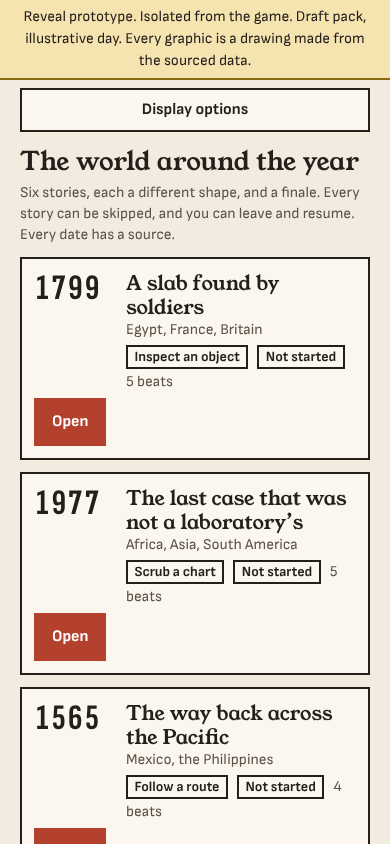 Reveal prototype. Isolated from the game. Draft pack,
illustrative day. Every graphic is a drawing made from
the sourced data.
Display options
The world around the year
Six stories, each a different shape, and a finale. Every
story can be skipped, and you can leave and resume.
Every date has a source.
1799
A slab found by
soldiers
Egypt, France, Britain
Inspect an object
Not started
5 beats
Open
1977
The last case that was
not a laboratory’s
Africa, Asia, South America
Scrub a chart
Not started
5
beats
Open
1565
The way back across
the Pacific
Mexico, the Philippines
Follow a route
Not started
4
beats